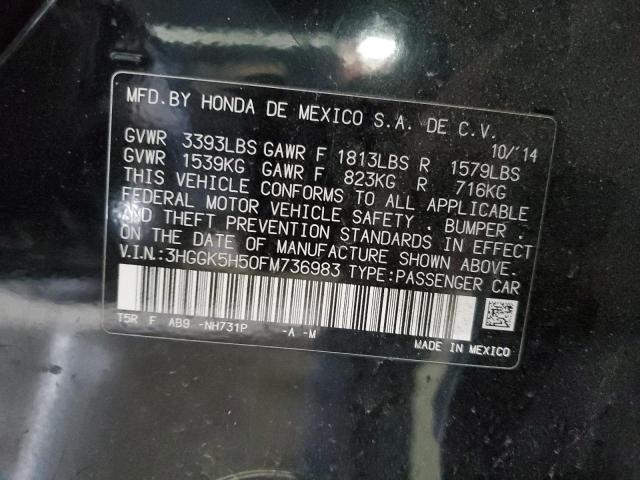 MFD.BY HONDA DE MEXICO S.A. DE C.V.
10/'14
GVWR 3393LBS GAWR F 1813LBS R 1579LBS
GVWR 1539KG GAWR F 823KG R 716KG
THIS VEHICLE CONFORMS TO ALL APPLICABLE
FEDERAL MOTOR VEHICLE SAFETY . BUMPER .
AND THEFT PREVENTION STANDARDS IN EFFECT
ON THE DATE OF MANUFACTURE SHOWN ABOVE.
V.I.N.:3HGGK5H50FM736983 TYPE:PASSENGER CAR
T5R F AB9 -NH731P -A -M
MADE IN MEXICO